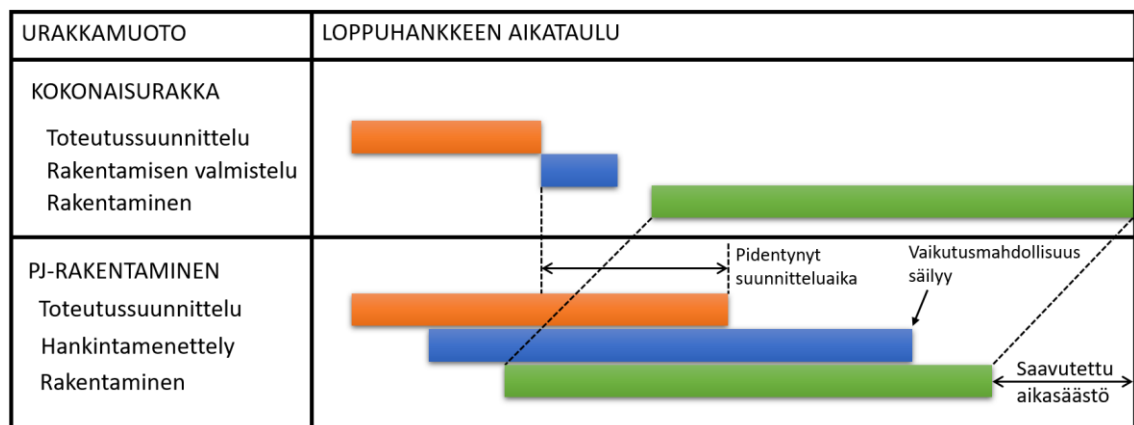 URAKKAMUOTO
LOPPUHANKKEEN AIKATAULU
KOKONAISURAKKA
Toteutussuunnittelu
Rakentamisen valmistelu
Rakentaminen
PJ-RAKENTAMINEN
Pidentynyt
suunnitteluaika
Vaikutusmahdollisuus
säilyy
Toteutussuunnittelu
Hankintamenettely
Rakentaminen
Saavutettu
aikasäästö